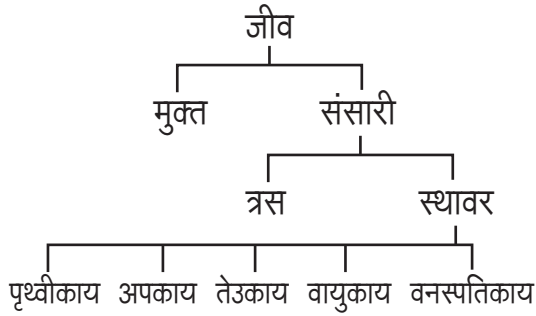 जीव
मुक्त संसारी
त्रस स्थावर
पृथ्वीकाय अपकाय तेउकाय वायुकाय वनस्पतिकाय